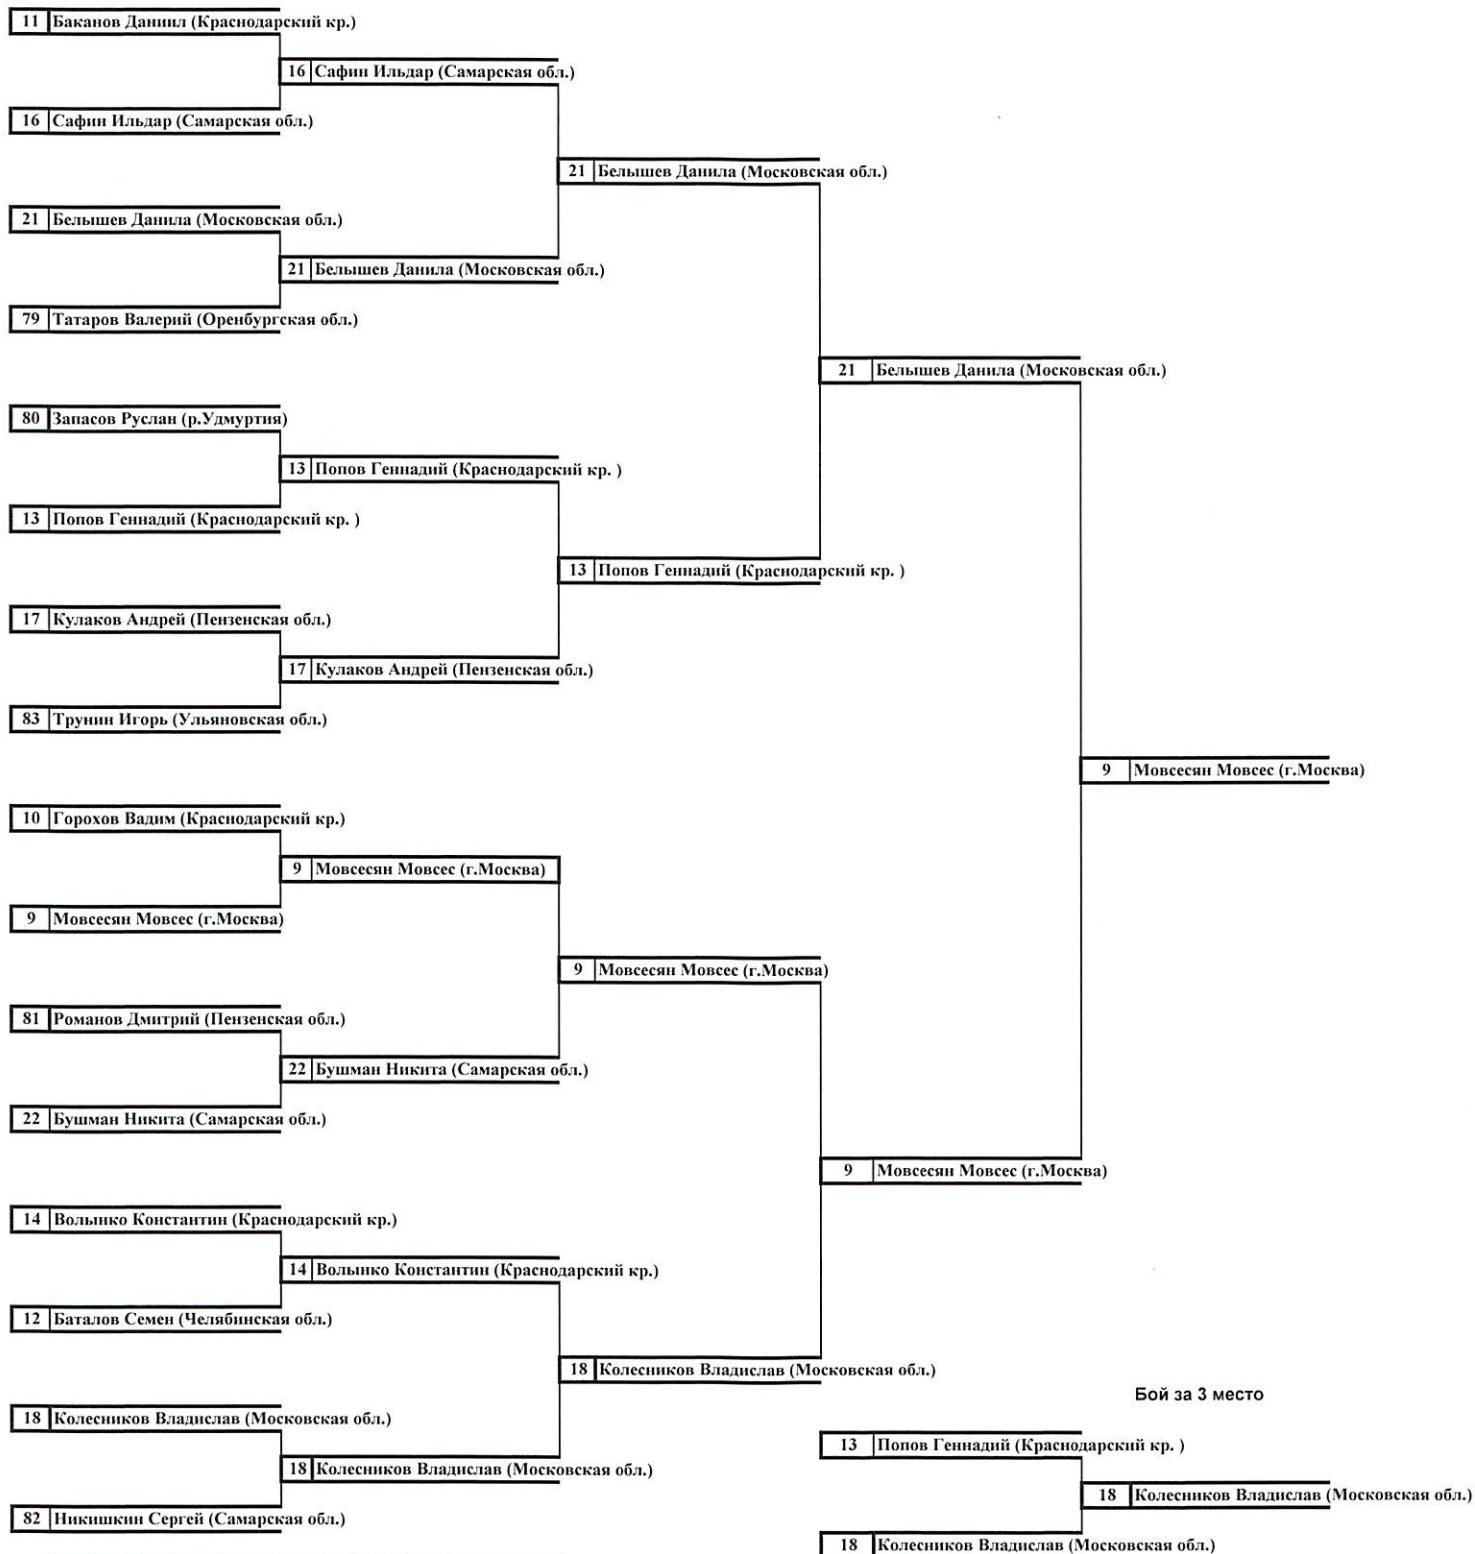 11 Баканов Даниил (Краснодарский кр.)
16 Сафин Ильдар (Самарская обл.)
16 Сафин Ильдар (Самарская обл.)
21 Белышев Данила (Московская обл.)
21 Белышев Данила (Московская обл.)
21 Белышев Данила (Московская обл.)
79 Татаров Валерий (Оренбургская обл.)
21 Белышев Данила (Московская обл.)
80 Запасов Руслан (р.Удмуртия)
13 Попов Геннадий (Краснодарский кр. )
13 Попов Геннадий (Краснодарский кр. )
13 Попов Геннадий (Краснодарский кр. )
17 Кулаков Андрей (Пензенская обл.)
17 Кулаков Андрей (Пензенская обл.)
83 Трунин Игорь (Ульяновская обл.)
9 Мовсесян Мовсес (г.Москва)
10 Горохов Вадим (Краснодарский кр.)
9 Мовсесян Мовсес (г.Москва)
9 Мовсесян Мовсес (г.Москва)
9 Мовсесян Мовсес (г.Москва)
81 Романов Дмитрий (Пензенская обл.)
22 Бушман Никита (Самарская обл.)
22 Бушман Никита (Самарская обл.)
9 Мовсесян Мовсес (г.Москва)
14 Волынко Константин (Краснодарский кр.)
14 Волынко Константин (Краснодарский кр.)
12 Баталов Семен (Челябинская обл.)
18 Колесников Владислав (Московская обл.)
Бой за 3 место
18 Колесников Владислав (Московская обл.)
13 Попов Геннадий (Краснодарский кр. )
18 Колесников Владислав (Московская обл.)
18 Колесников Владислав (Московская обл.)
82 Никишкин Сергей (Самарская обл.)
18 Колесников Владислав (Московская обл.)